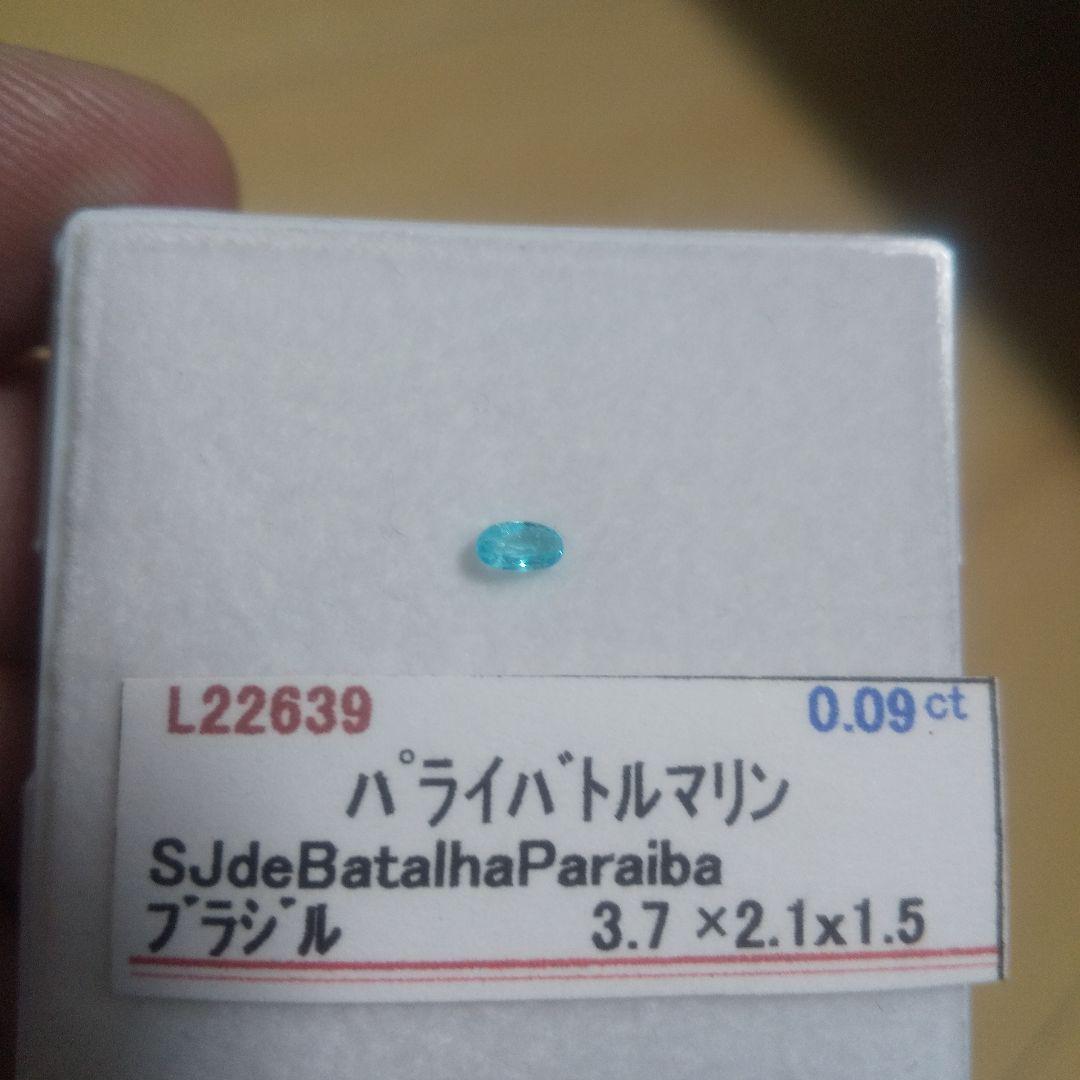 L22639 0.09ct
ﾊﾟライﾊﾞトルマリン
SJdeBatalhaParaiba
ﾌﾞラｼﾞル 3.7 ×2.1x1.5